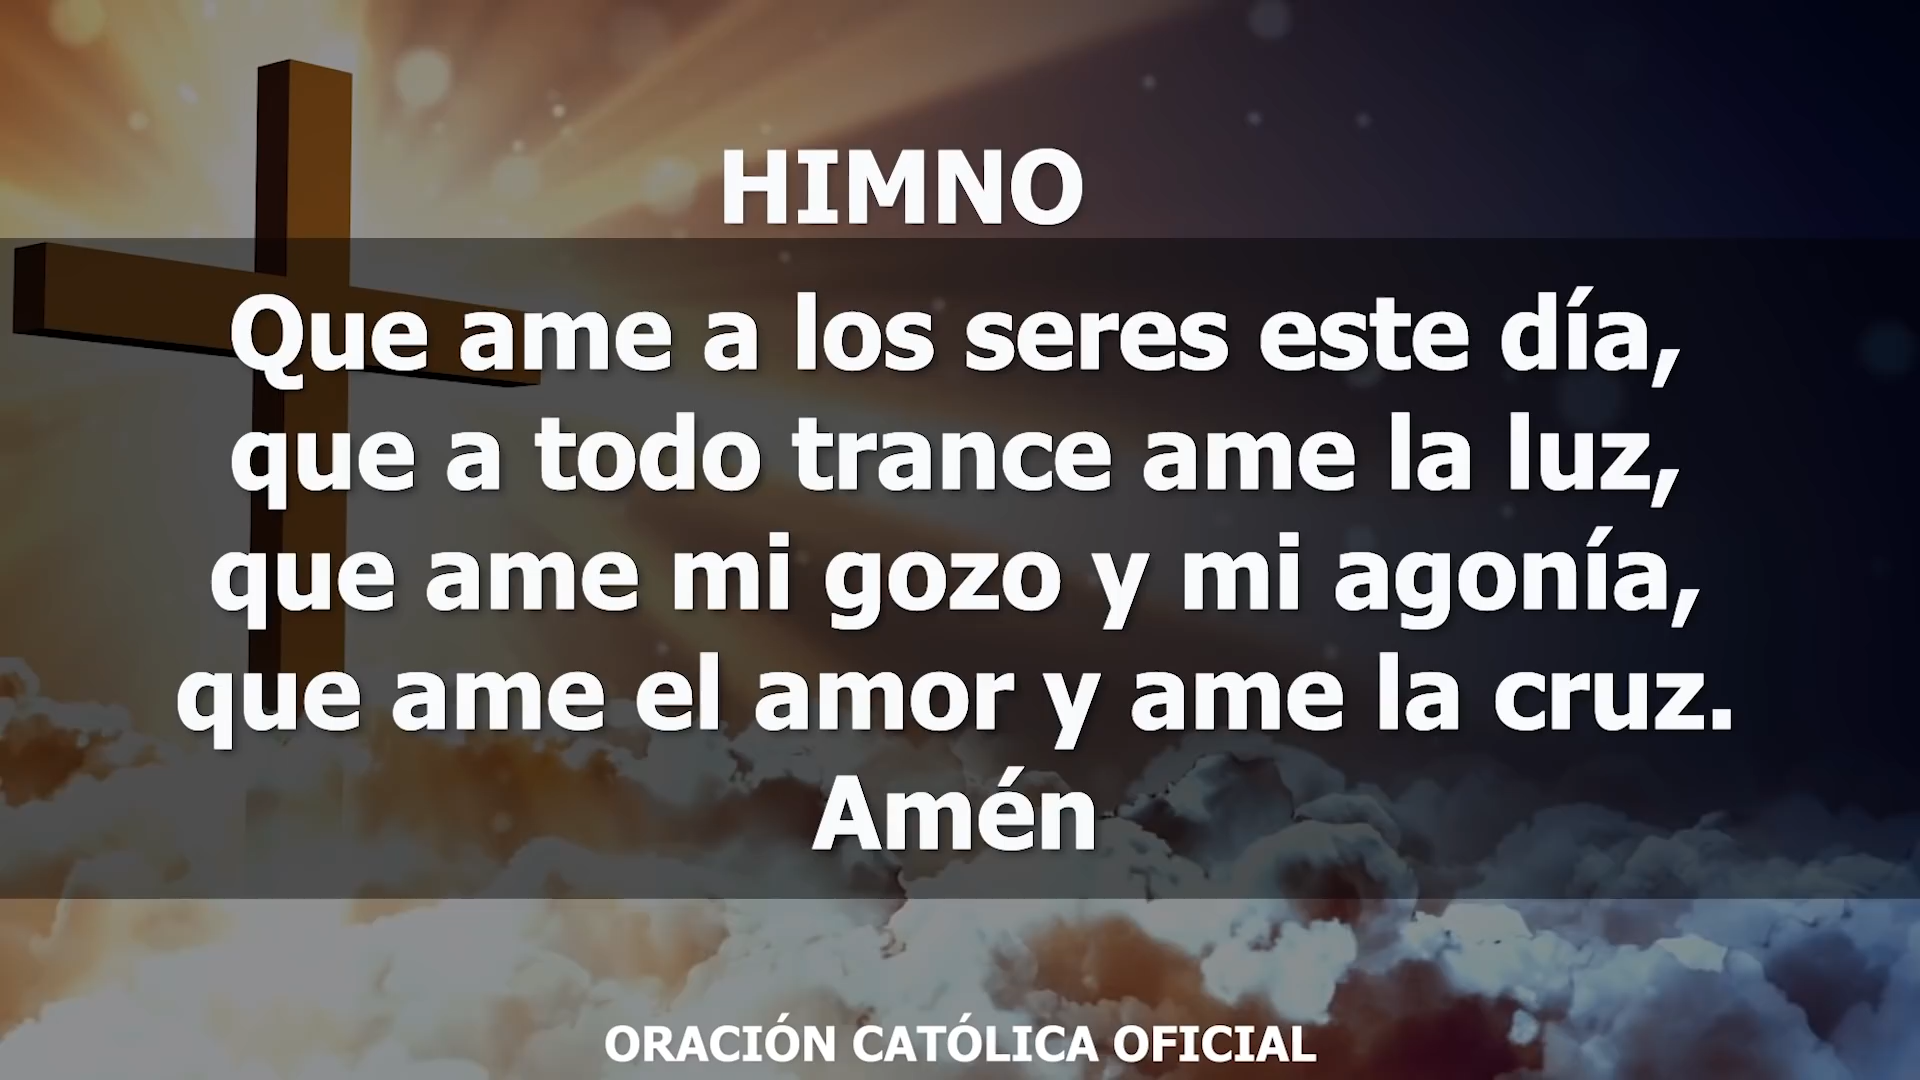 HIMNO
Que ame a los seres este día,
que a todo trance ame la luz,
que ame mi gozo y mi agonía,
que ame el amor y ame la cruz.
Amén
ORACIÓN CATÓLICA OFICIAL